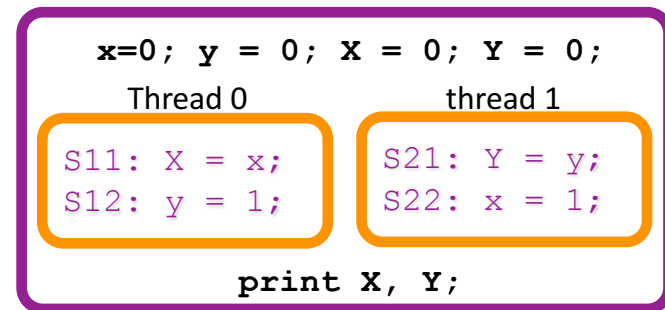 x=0; y = 0; X = 0; Y = 0;
Thread 0 thread 1
S11: X = x; S21: Y = y;
S12: y = 1; S22: x = 1;
print X, Y;